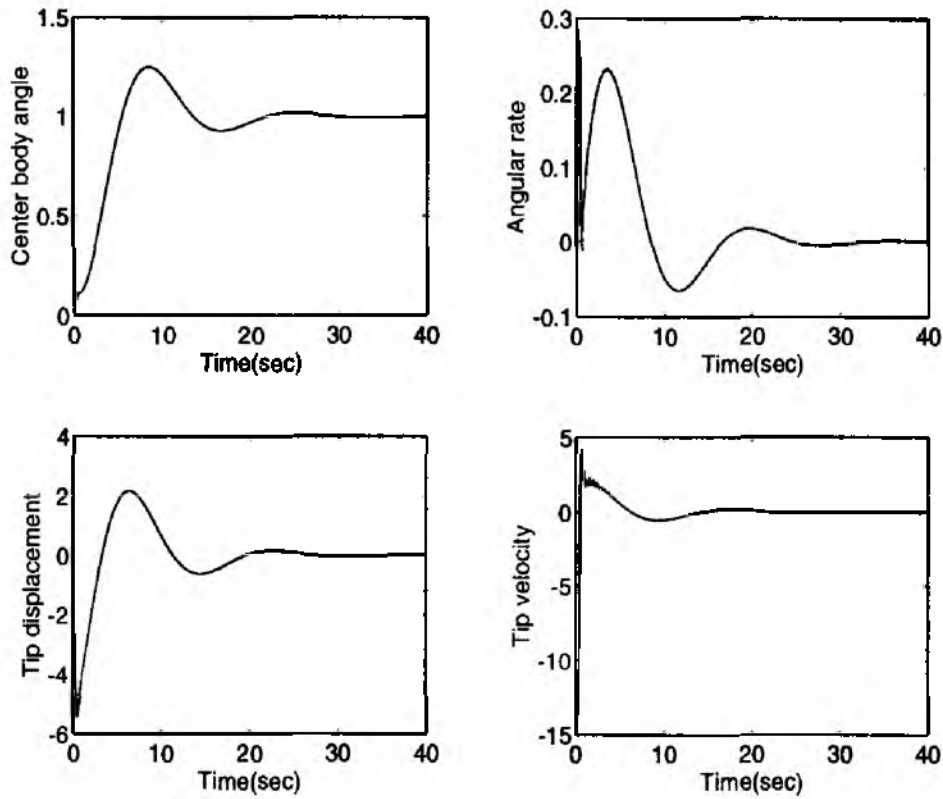 1.5
1
0.5
0
Center body angle
0 10 20 30 40
Time(sec)
0.3
0.2
0.1
0
-0.1
Angular rate
0 10 20 30 40
Time(sec)
4
2
0
-2
-4
-6
Tip displacement
0 10 20 30 40
Time(sec)
5
0
-5
-10
-15
Tip velocity
0 10 20 30 40
Time(sec)